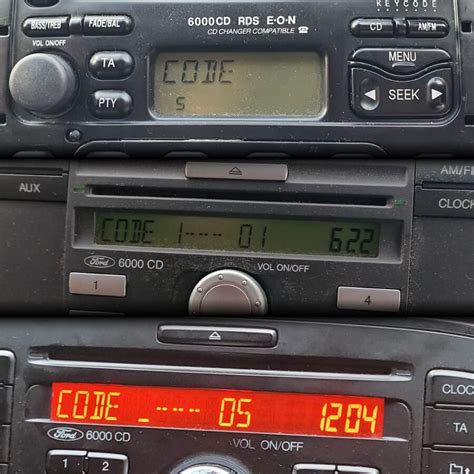 KEYCODE
BASS/TREB FADE/BAL 6000CD RDS E·O·N CD AM/FM
CD CHANGER COMPATIBLE ☎
VOL ON/OFF
TA CODE MENU
PTY 5 SEEK
AUX AM/F
CLOCK
CODE 1--- 01 622
Ford 6000 CD VOL ON/OFF
1 4
CLOC
CODE _--- 05 1204 TA
Ford 6000 CD VOL ON/OFF
1 2